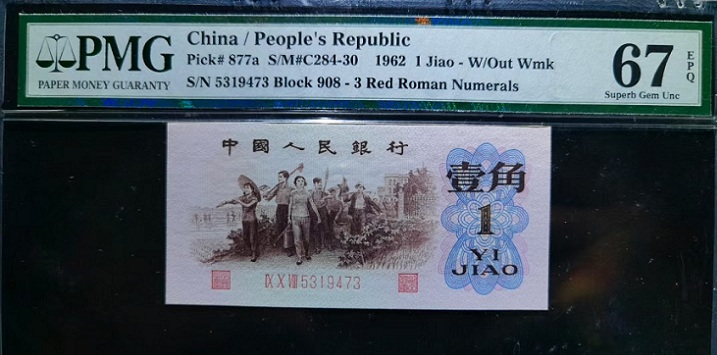 PMG
PAPER MONEY GUARANTY
China / People's Republic
Pick# 877a S/M#C284-30 1962 1 Jiao - W/Out Wmk
S/N 5319473 Block 908 - 3 Red Roman Numerals
67 EPQ
Superb Gem Unc
中國人民銀行
壹角
1
YI
JIAO
ⅨⅩⅧ 5319473